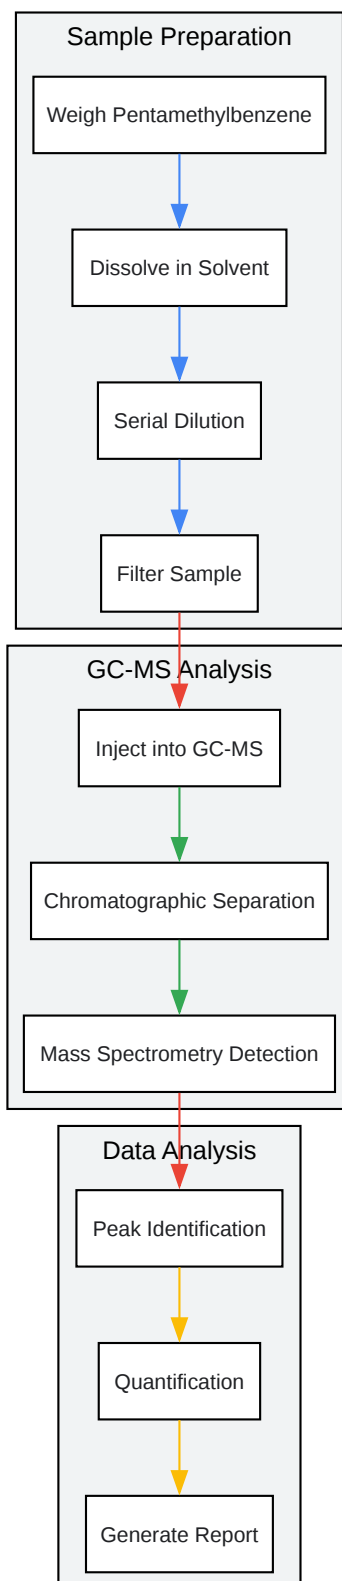 Sample Preparation
Weigh Pentamethylbenzene
Dissolve in Solvent
Serial Dilution
Filter Sample
GC-MS Analysis
Inject into GC-MS
Chromatographic Separation
Mass Spectrometry Detection
Data Analysis
Peak Identification
Quantification
Generate Report